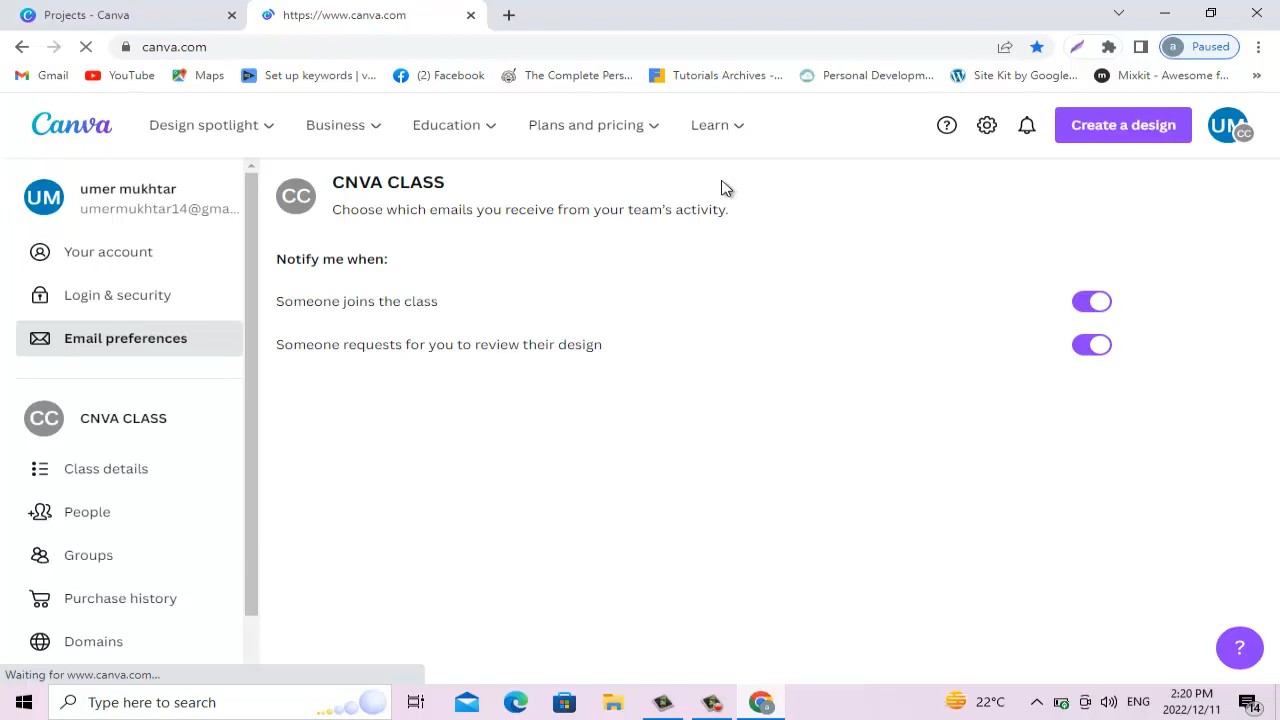 Projects - Canva
https://www.canva.com
canva.com
a Paused
Gmail YouTube Maps Set up keywords | v... (2) Facebook The Complete Pers... Tutorials Archives -... Personal Developm... Site Kit by Google... m Mixkit - Awesome f... »
Canva Design spotlight Business Education Plans and pricing Learn ? Create a design UM CC
UM umer mukhtar
umermukhtar14@gma...
Your account
Login & security
Email preferences
CC CNVA CLASS
Class details
People
Groups
Purchase history
Domains
CC CNVA CLASS
Choose which emails you receive from your team's activity.
Notify me when:
Someone joins the class
Someone requests for you to review their design
?
Waiting for www.canva.com...
Type here to search
22°C ENG 2:20 PM
2022/12/11
14